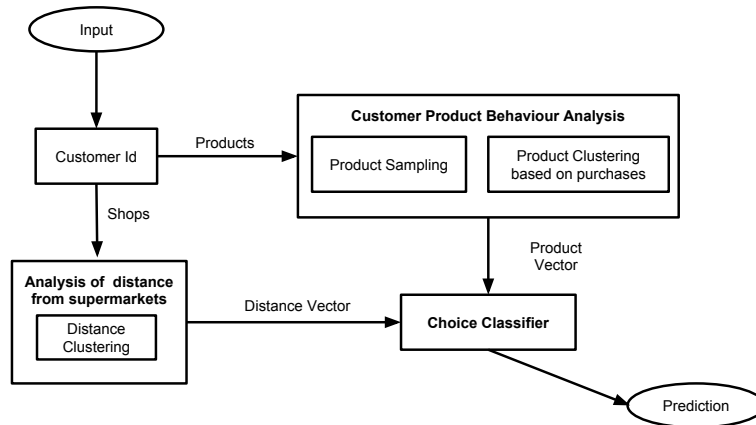 Input
Customer Id
Products
Customer Product Behaviour Analysis
Product Sampling
Product Clustering
based on purchases
Shops
Analysis of distance
from supermarkets
Distance
Clustering
Distance Vector
Product
Vector
Choice Classifier
Prediction